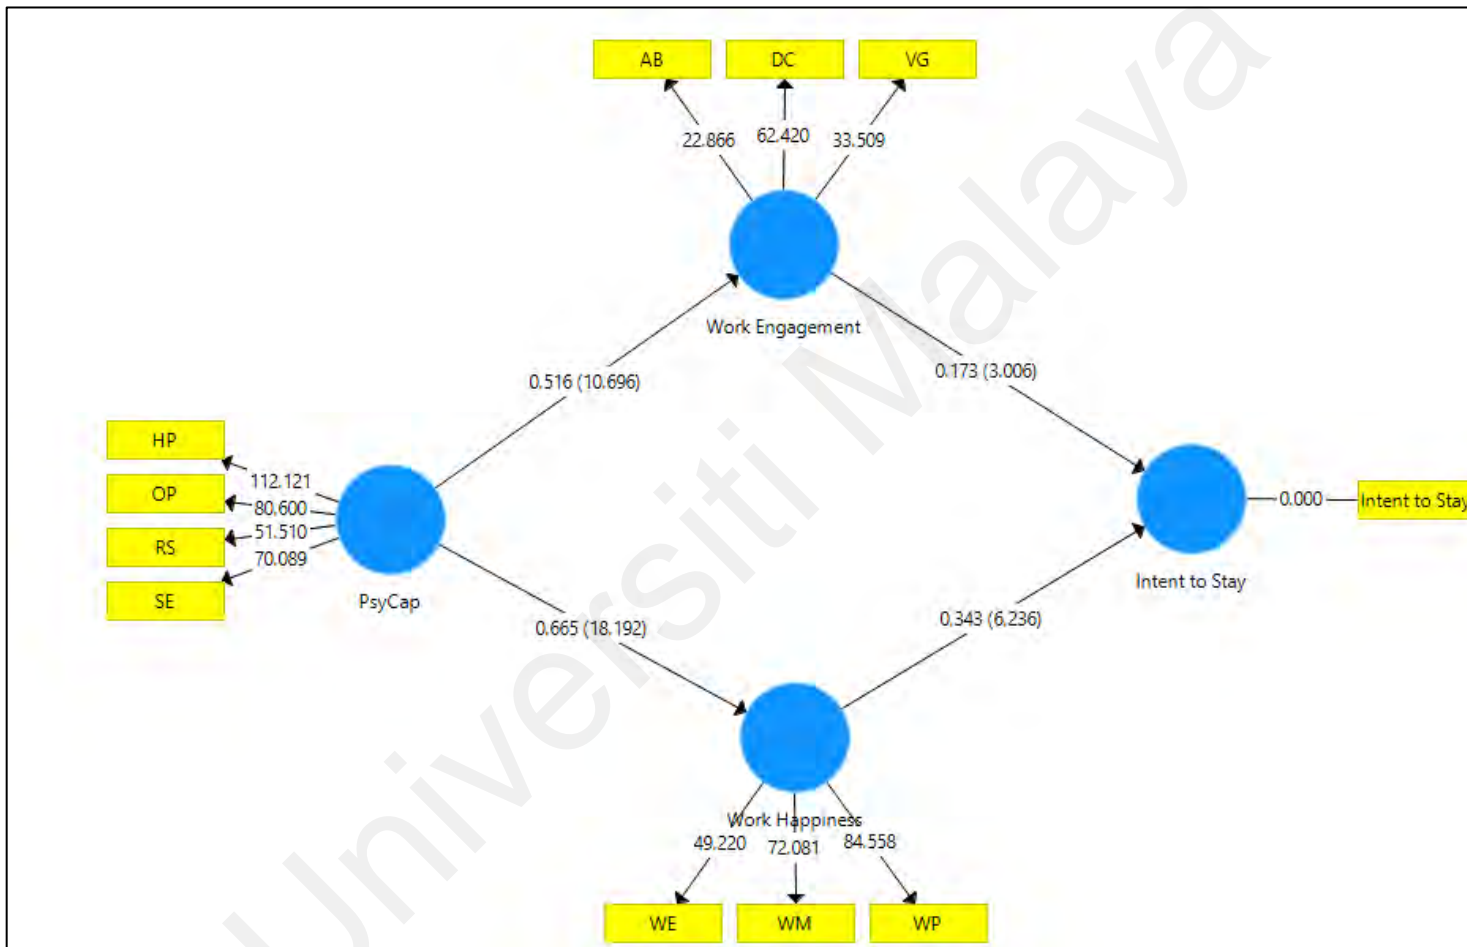 AB
DC
VG
22.866
62.420
33.509
Work Engagement
0.516 (10.696)
0.173 (3.006)
HP
OP
RS
SE
112.121
80.600
51.510
70.089
PsyCap
0.000
Intent to Stay
Intent to Stay
0.665 (18.192)
0.343 (6.236)
Work Happiness
49.220
72.081
84.558
WE
WM
WP
Universiti Malaya